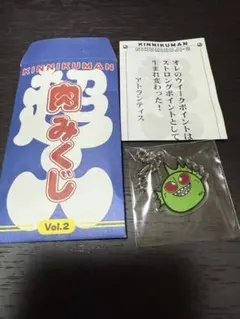 KINNIKUMAN
超
肉みくじ
Vol.2
KINNIKUMAN
オレのウイークポイントは
ストロングポイントとして
生まれ変わった!
アトランティス